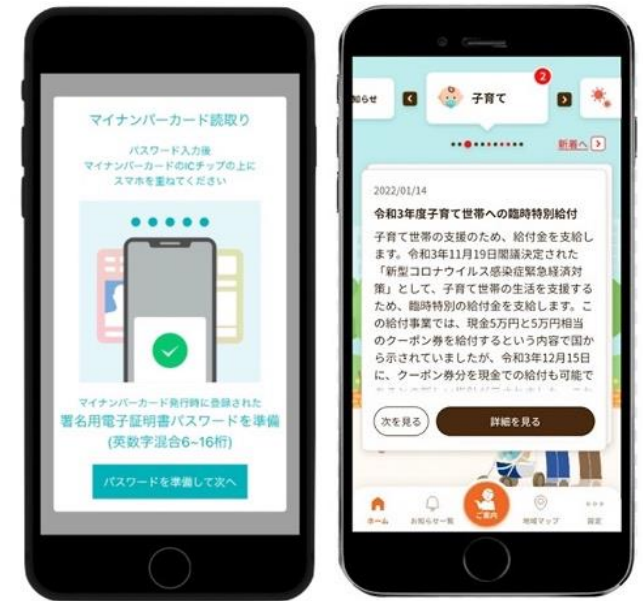 マイナンバーカード読取り
パスワード入力後
マイナンバーカードのICチップの上に
スマホを重ねてください
マイナンバーカード発行時に登録された
署名用電子証明書パスワードを準備
(英数字混合6~16桁)
パスワードを準備して次へ
らせ
子育て
2
新着へ
2022/01/14
令和3年度子育て世帯への臨時特別給付
子育て世帯の支援のため、給付金を支給し
ます。令和3年11月19日閣議決定された
「新型コロナウイルス感染症緊急経済対
策」として、子育て世帯の生活を支援する
ため、臨時特別の給付金を支給します。こ
の給付事業では、現金5万円と5万円相当
のクーポン券を給付するという内容で国か
ら示されていましたが、令和3年12月15日
に、クーポン券分を現金での給付も可能で
次を見る
詳細を見る
ホーム
お知らせ一覧
ご案内
地域マップ
設定